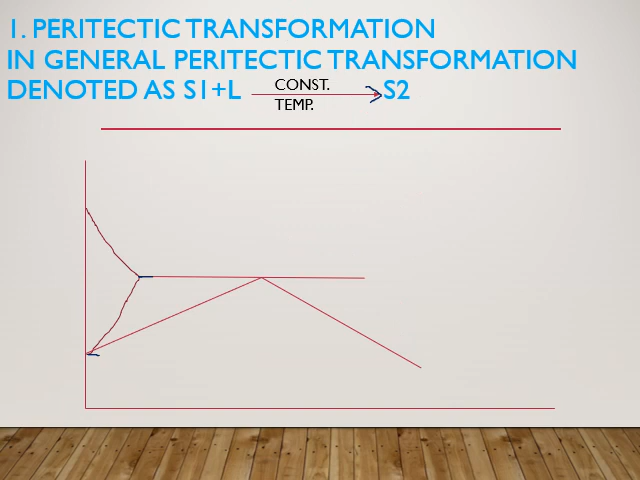 1. PERITECTIC TRANSFORMATION
IN GENERAL PERITECTIC TRANSFORMATION
DENOTED AS S1+L CONST. S2
TEMP.